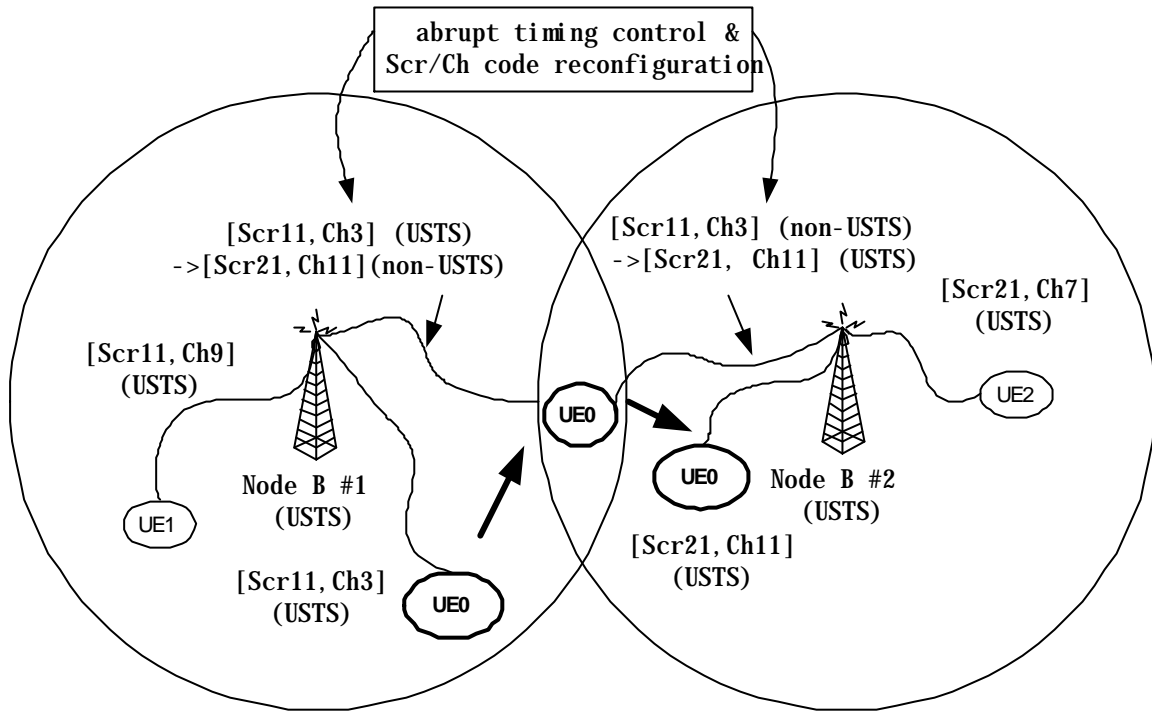 abrupt timing control &
Scr/Ch code reconfiguration
[Scr11,Ch3] (USTS)
->[Scr21,Ch11](non-USTS)
[Scr11,Ch3] (non-USTS)
->[Scr21, Ch11] (USTS)
[Scr21,Ch7]
(USTS)
[Scr11,Ch9]
(USTS)
UE0
UE2
UE0
Node B #1
(USTS)
Node B #2
(USTS)
UE1
[Scr21,Ch11]
(USTS)
[Scr11,Ch3]
(USTS)
UE0